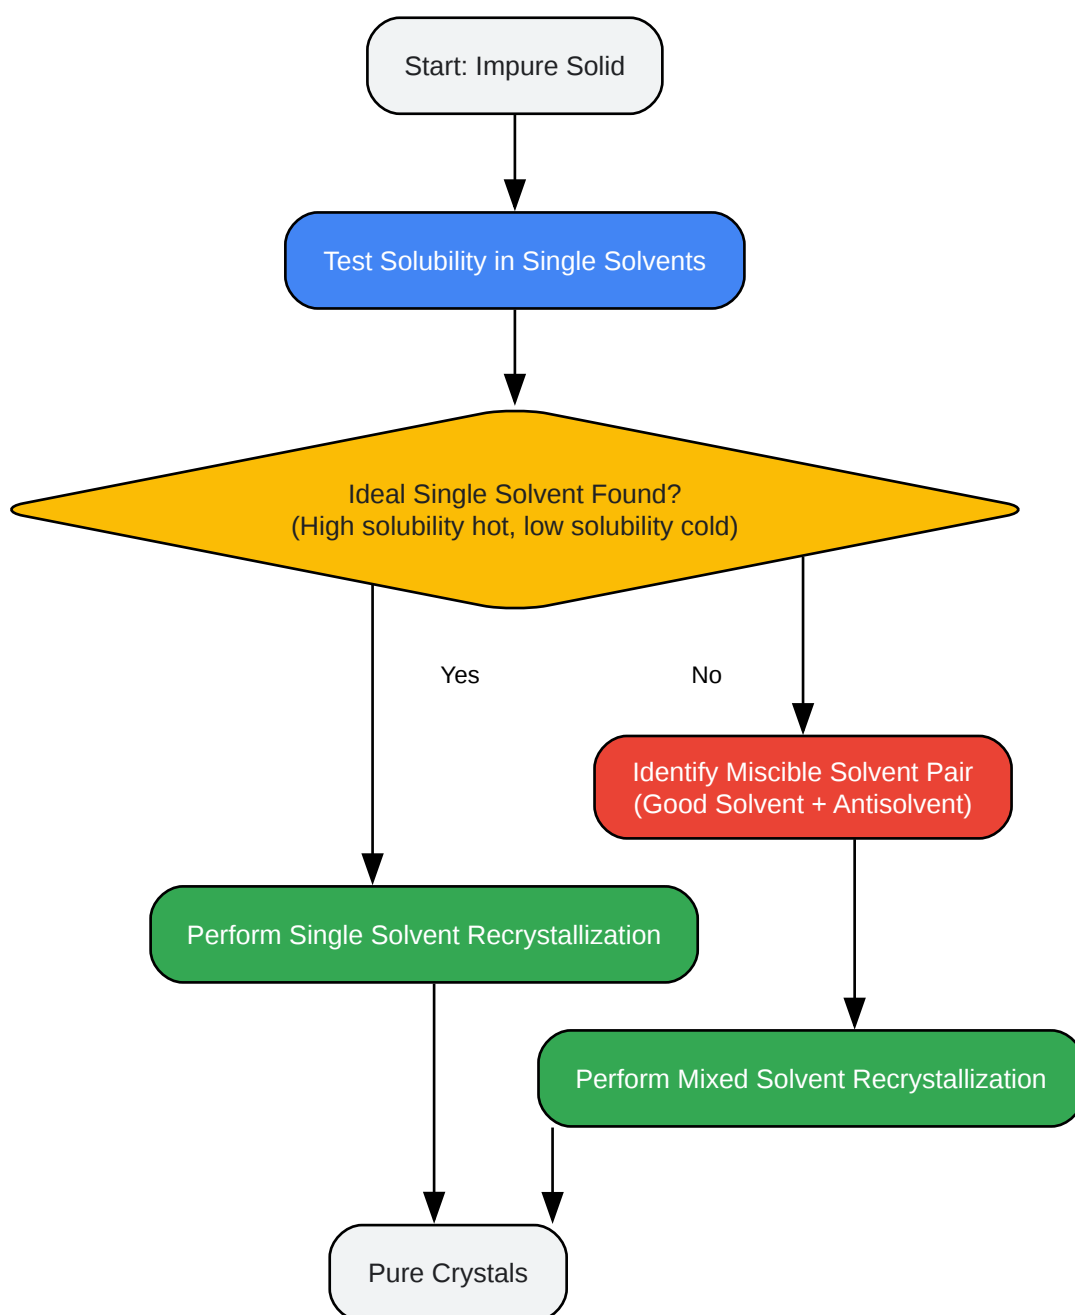 Start: Impure Solid
Test Solubility in Single Solvents
Ideal Single Solvent Found?
(High solubility hot, low solubility cold)
Yes
No
Identify Miscible Solvent Pair
(Good Solvent + Antisolvent)
Perform Single Solvent Recrystallization
Perform Mixed Solvent Recrystallization
Pure Crystals